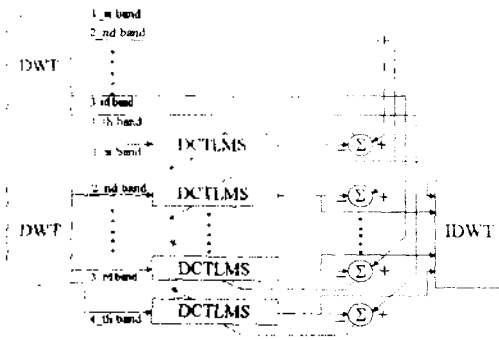 1_st band
2_nd band
DWT
3_rd band
4_th band
DCTLMS
Σ +
1_st band
2_nd band
DCTLMS
Σ +
DWT
IDWT
3_rd band
DCTLMS
Σ +
4_th band
DCTLMS
Σ +